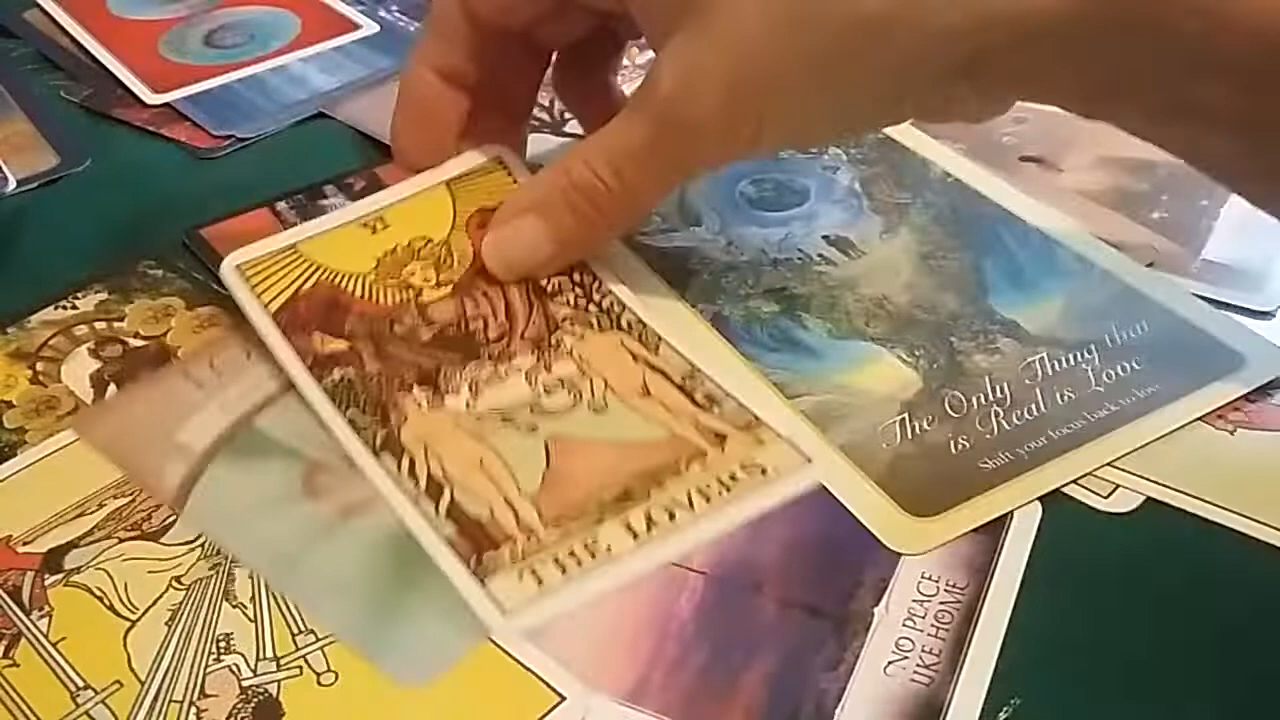 VI
THE LOVERS
The Only Thing that
is Real is Love
Shift your focus back to love
NO PLACE
LIKE HOME